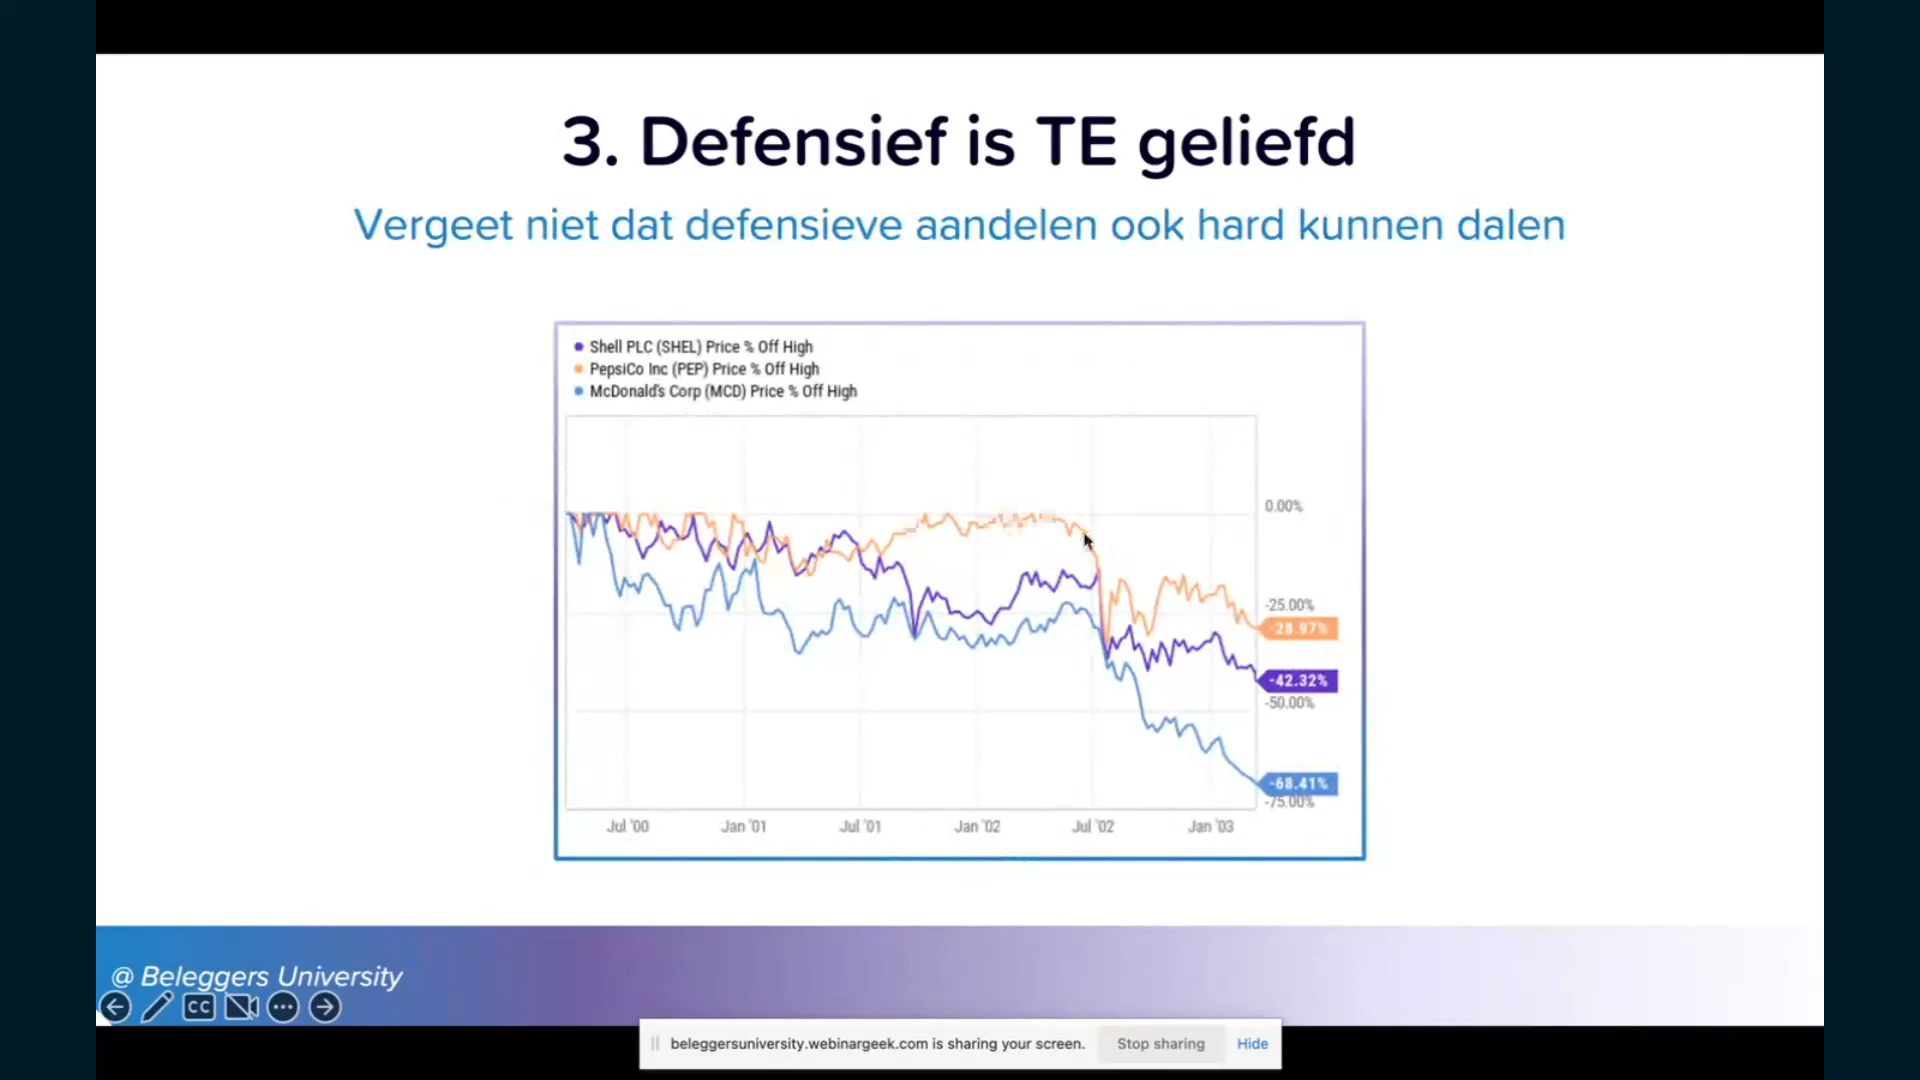 3. Defensief is TE geliefd
Vergeet niet dat defensieve aandelen ook hard kunnen dalen
Shell PLC (SHEL) Price % Off High
PepsiCo Inc (PEP) Price % Off High
McDonald's Corp (MCD) Price % Off High
0.00%
-25.00%
-28.97%
-42.32%
-50.00%
-68.41%
-75.00%
Jul '00 Jan '01 Jul '01 Jan '02 Jul '02 Jan '03
@ Beleggers University
CC
beleggersuniversity.webinargeek.com is sharing your screen. Stop sharing Hide